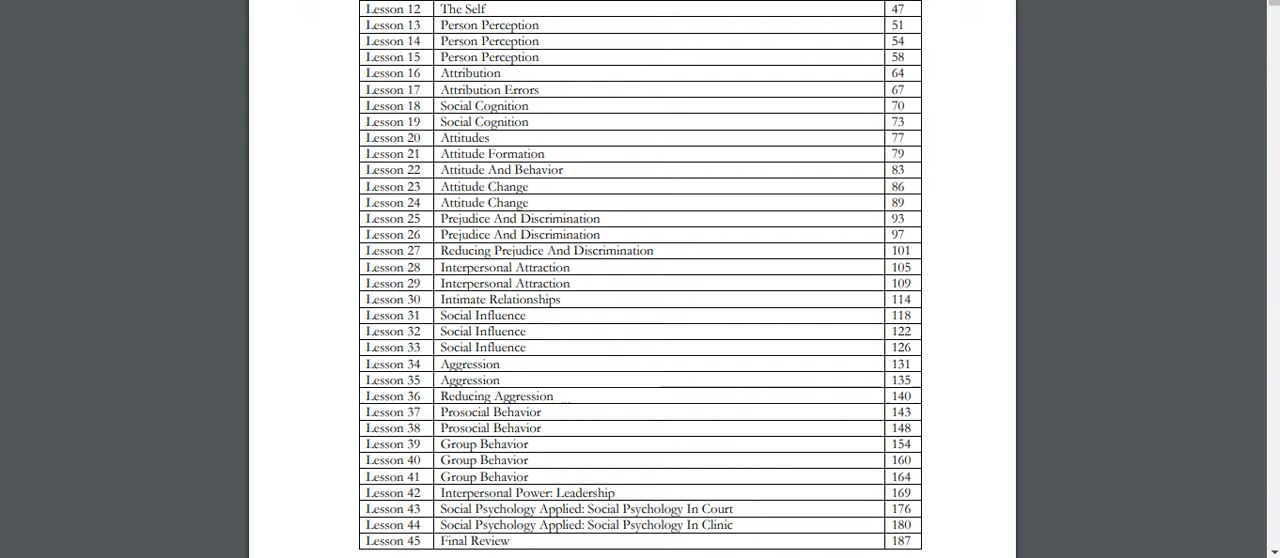 Lesson 12 The Self 47
Lesson 13 Person Perception 51
Lesson 14 Person Perception 54
Lesson 15 Person Perception 58
Lesson 16 Attribution 64
Lesson 17 Attribution Errors 67
Lesson 18 Social Cognition 70
Lesson 19 Social Cognition 73
Lesson 20 Attitudes 77
Lesson 21 Attitude Formation 79
Lesson 22 Attitude And Behavior 83
Lesson 23 Attitude Change 86
Lesson 24 Attitude Change 89
Lesson 25 Prejudice And Discrimination 93
Lesson 26 Prejudice And Discrimination 97
Lesson 27 Reducing Prejudice And Discrimination 101
Lesson 28 Interpersonal Attraction 105
Lesson 29 Interpersonal Attraction 109
Lesson 30 Intimate Relationships 114
Lesson 31 Social Influence 118
Lesson 32 Social Influence 122
Lesson 33 Social Influence 126
Lesson 34 Aggression 131
Lesson 35 Aggression 135
Lesson 36 Reducing Aggression 140
Lesson 37 Prosocial Behavior 143
Lesson 38 Prosocial Behavior 148
Lesson 39 Group Behavior 154
Lesson 40 Group Behavior 160
Lesson 41 Group Behavior 164
Lesson 42 Interpersonal Power: Leadership 169
Lesson 43 Social Psychology Applied: Social Psychology In Court 176
Lesson 44 Social Psychology Applied: Social Psychology In Clinic 180
Lesson 45 Final Review 187